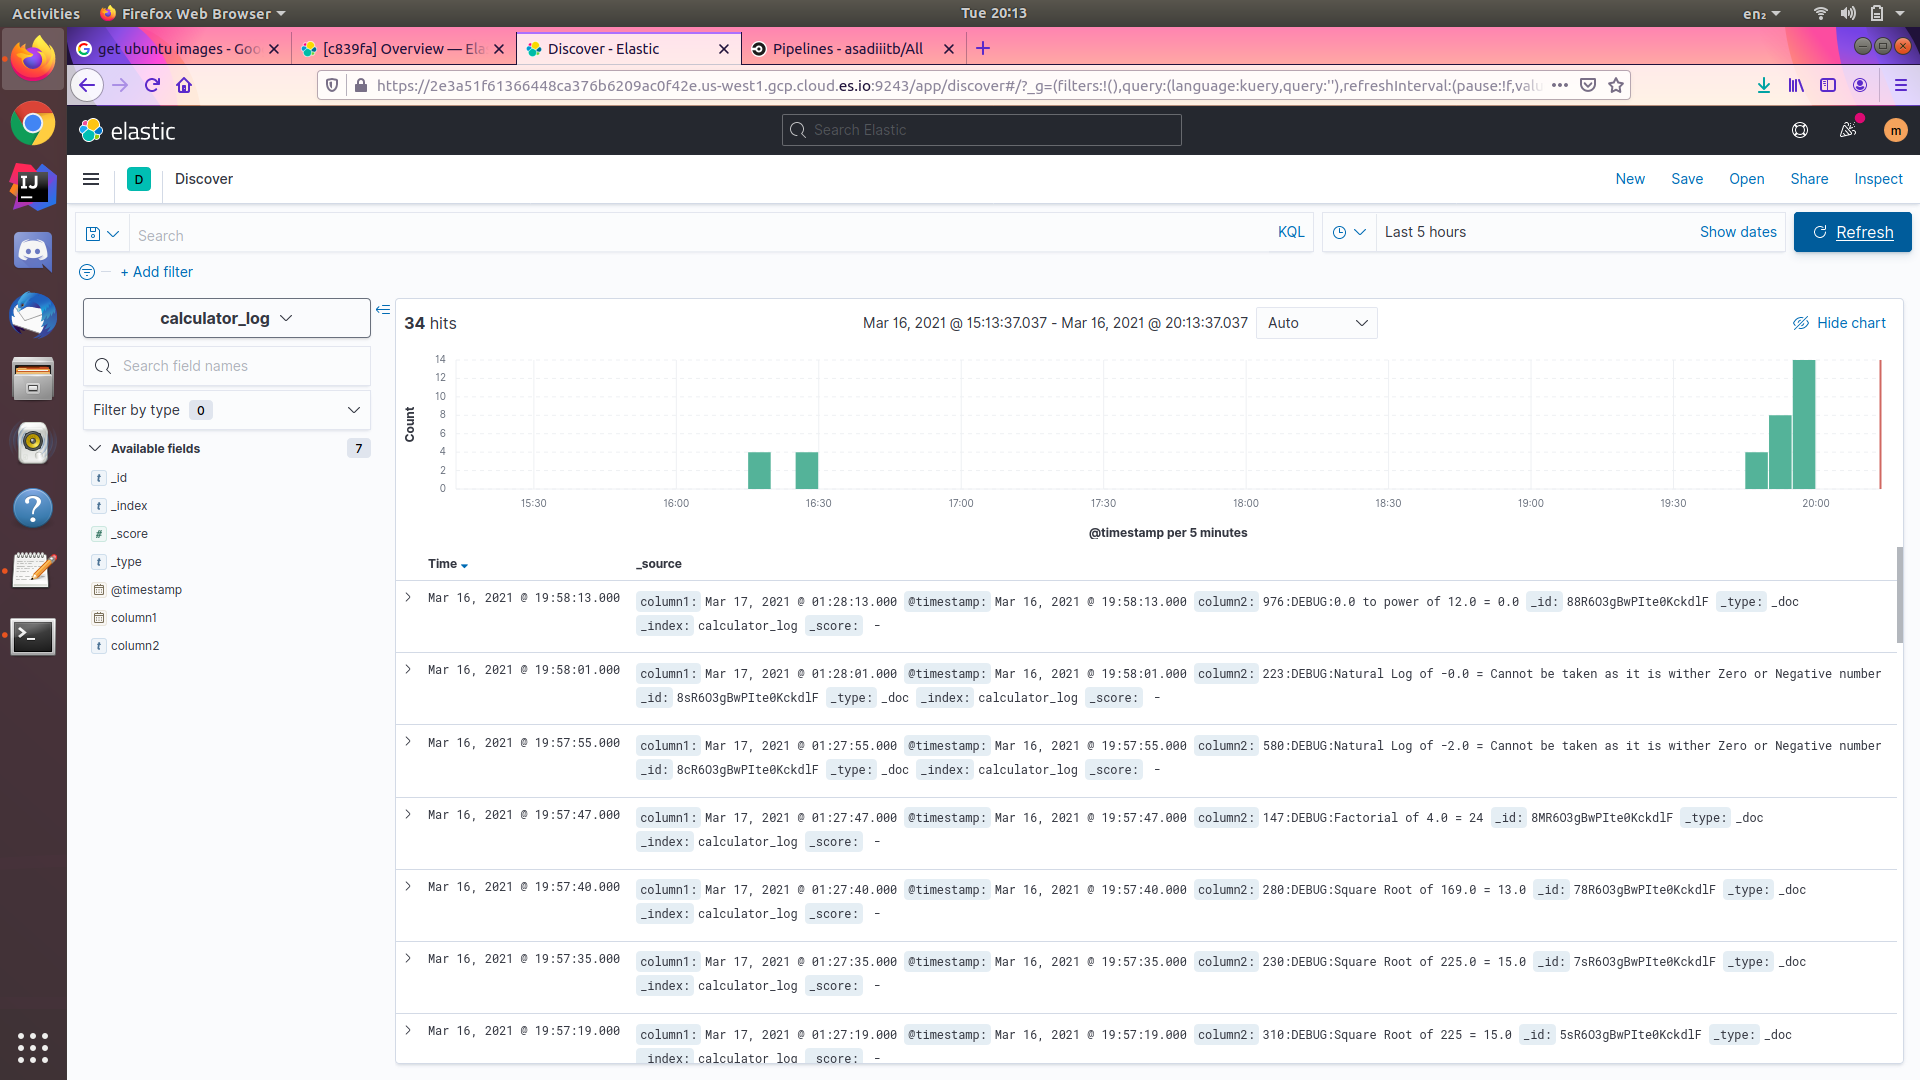 Activities Firefox Web Browser Tue 20:13 en₂
get ubuntu images - Goo [c839fa] Overview — Ela Discover - Elastic Pipelines - asadiiitb/All
https://2e3a51f61366448ca376b6209ac0f42e.us-west1.gcp.cloud.es.io:9243/app/discover#/?_g=(filters:!(),query:(language:kuery,query:''),refreshInterval:(pause:!f,valu
elastic Search Elastic m
D Discover New Save Open Share Inspect
Search KQL Last 5 hours Show dates Refresh
+ Add filter
calculator_log
34 hits Mar 16, 2021 @ 15:13:37.037 - Mar 16, 2021 @ 20:13:37.037 Auto Hide chart
Search field names
Filter by type 0
Available fields 7
t _id
t _index
# _score
t _type
@timestamp
column1
t column2
Count
14
12
10
8
6
4
2
0
15:30 16:00 16:30 17:00 17:30 18:00 18:30 19:00 19:30 20:00
@timestamp per 5 minutes
Time _source
Mar 16, 2021 @ 19:58:13.000 column1: Mar 17, 2021 @ 01:28:13.000 @timestamp: Mar 16, 2021 @ 19:58:13.000 column2: 976:DEBUG:0.0 to power of 12.0 = 0.0 _id: 88R6O3gBwPIte0KckdlF _type: _doc
_index: calculator_log _score: -
Mar 16, 2021 @ 19:58:01.000 column1: Mar 17, 2021 @ 01:28:01.000 @timestamp: Mar 16, 2021 @ 19:58:01.000 column2: 223:DEBUG:Natural Log of -0.0 = Cannot be taken as it is wither Zero or Negative number
_id: 8sR6O3gBwPIte0KckdlF _type: _doc _index: calculator_log _score: -
Mar 16, 2021 @ 19:57:55.000 column1: Mar 17, 2021 @ 01:27:55.000 @timestamp: Mar 16, 2021 @ 19:57:55.000 column2: 580:DEBUG:Natural Log of -2.0 = Cannot be taken as it is wither Zero or Negative number
_id: 8cR6O3gBwPIte0KckdlF _type: _doc _index: calculator_log _score: -
Mar 16, 2021 @ 19:57:47.000 column1: Mar 17, 2021 @ 01:27:47.000 @timestamp: Mar 16, 2021 @ 19:57:47.000 column2: 147:DEBUG:Factorial of 4.0 = 24 _id: 8MR6O3gBwPIte0KckdlF _type: _doc
_index: calculator_log _score: -
Mar 16, 2021 @ 19:57:40.000 column1: Mar 17, 2021 @ 01:27:40.000 @timestamp: Mar 16, 2021 @ 19:57:40.000 column2: 280:DEBUG:Square Root of 169.0 = 13.0 _id: 78R6O3gBwPIte0KckdlF _type: _doc
_index: calculator_log _score: -
Mar 16, 2021 @ 19:57:35.000 column1: Mar 17, 2021 @ 01:27:35.000 @timestamp: Mar 16, 2021 @ 19:57:35.000 column2: 230:DEBUG:Square Root of 225.0 = 15.0 _id: 7sR6O3gBwPIte0KckdlF _type: _doc
_index: calculator_log _score: -
Mar 16, 2021 @ 19:57:19.000 column1: Mar 17, 2021 @ 01:27:19.000 @timestamp: Mar 16, 2021 @ 19:57:19.000 column2: 310:DEBUG:Square Root of 225 = 15.0 _id: 5sR6O3gBwPIte0KckdlF _type: _doc
_index: calculator_log _score: -